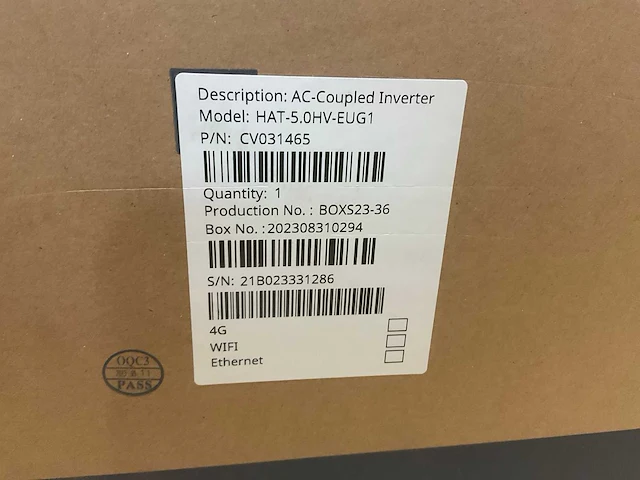 Description: AC-Coupled Inverter
Model: HAT-5.0HV-EUG1
P/N: CV031465
Quantity: 1
Production No.: BOXS23-36
Box No.:202308310294
S/N: 21B023331286
4G
WIFI
Ethernet
OQC3
PASS